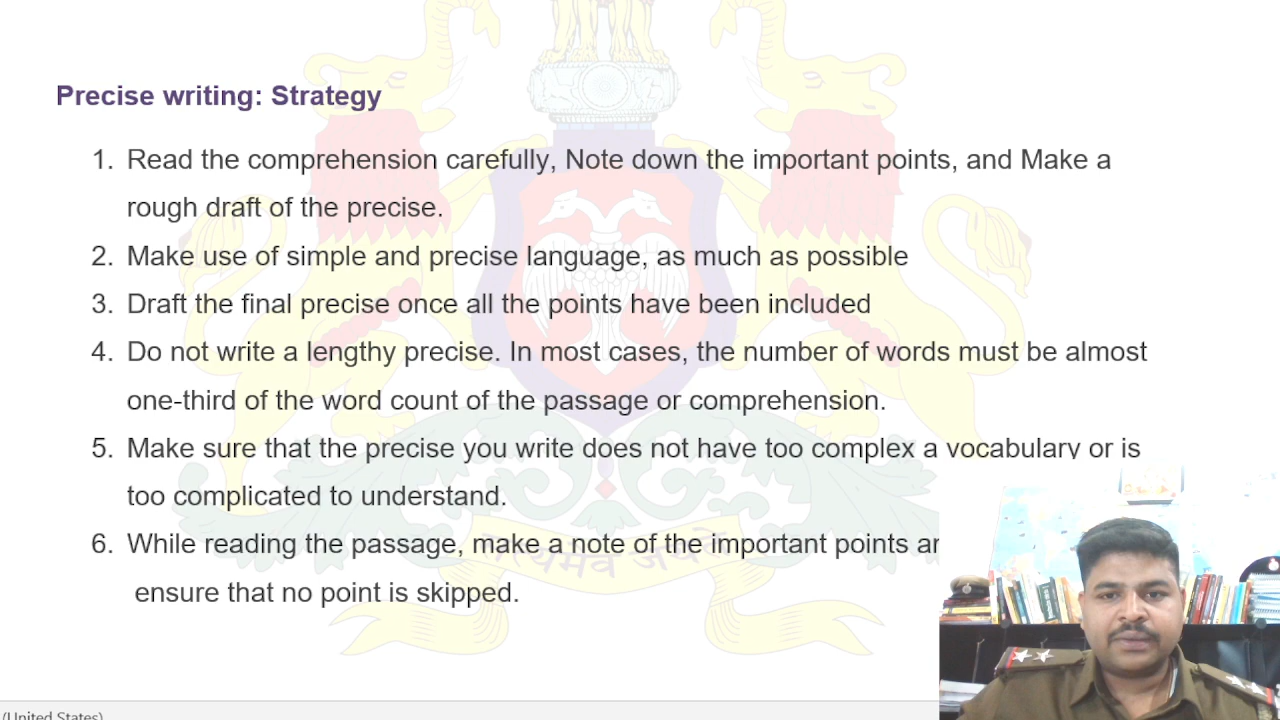 Precise writing: Strategy
1. Read the comprehension carefully, Note down the important points, and Make a
rough draft of the precise.
2. Make use of simple and precise language, as much as possible
3. Draft the final precise once all the points have been included
4. Do not write a lengthy precise. In most cases, the number of words must be almost
one-third of the word count of the passage or comprehension.
5. Make sure that the precise you write does not have too complex a vocabulary or is
too complicated to understand.
6. While reading the passage, make a note of the important points
ensure that no point is skipped.
सत्यमेव जयते
(United States)